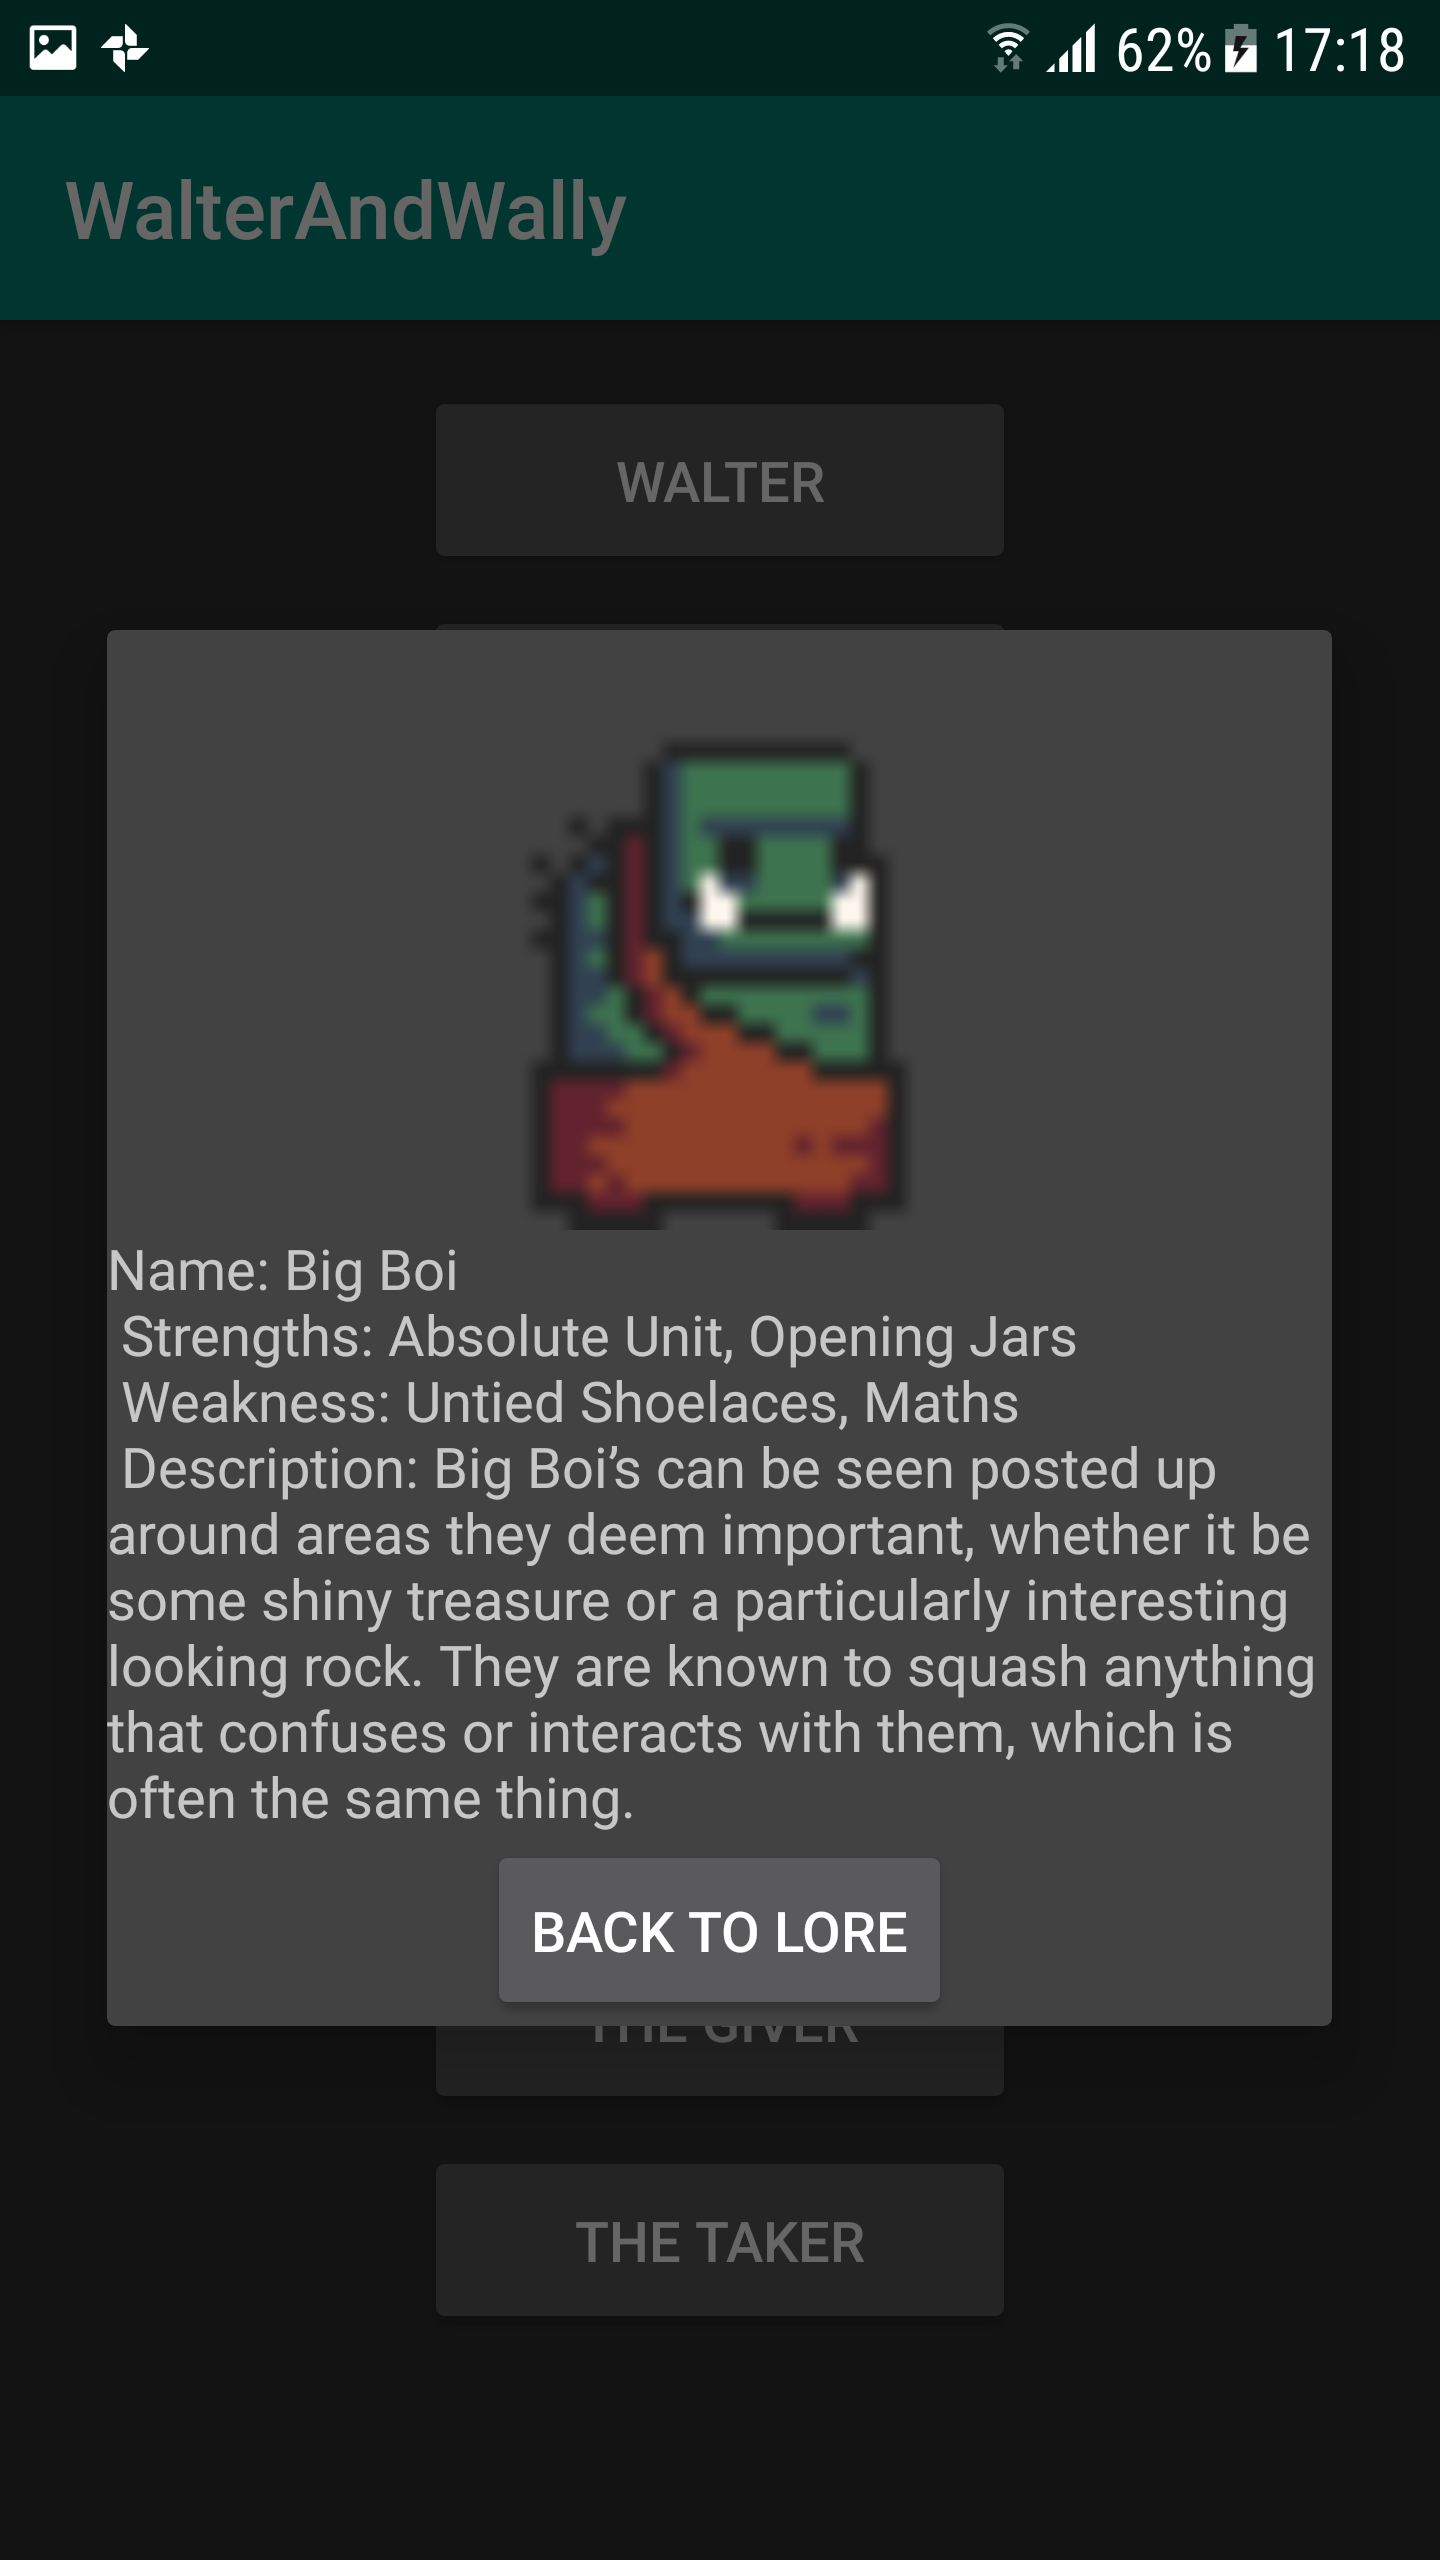 62% 17:18
WalterAndWally
WALTER
Name: Big Boi
Strengths: Absolute Unit, Opening Jars
Weakness: Untied Shoelaces, Maths
Description: Big Boi’s can be seen posted up
around areas they deem important, whether it be
some shiny treasure or a particularly interesting
looking rock. They are known to squash anything
that confuses or interacts with them, which is
often the same thing.
BACK TO LORE
THE GIVER
THE TAKER